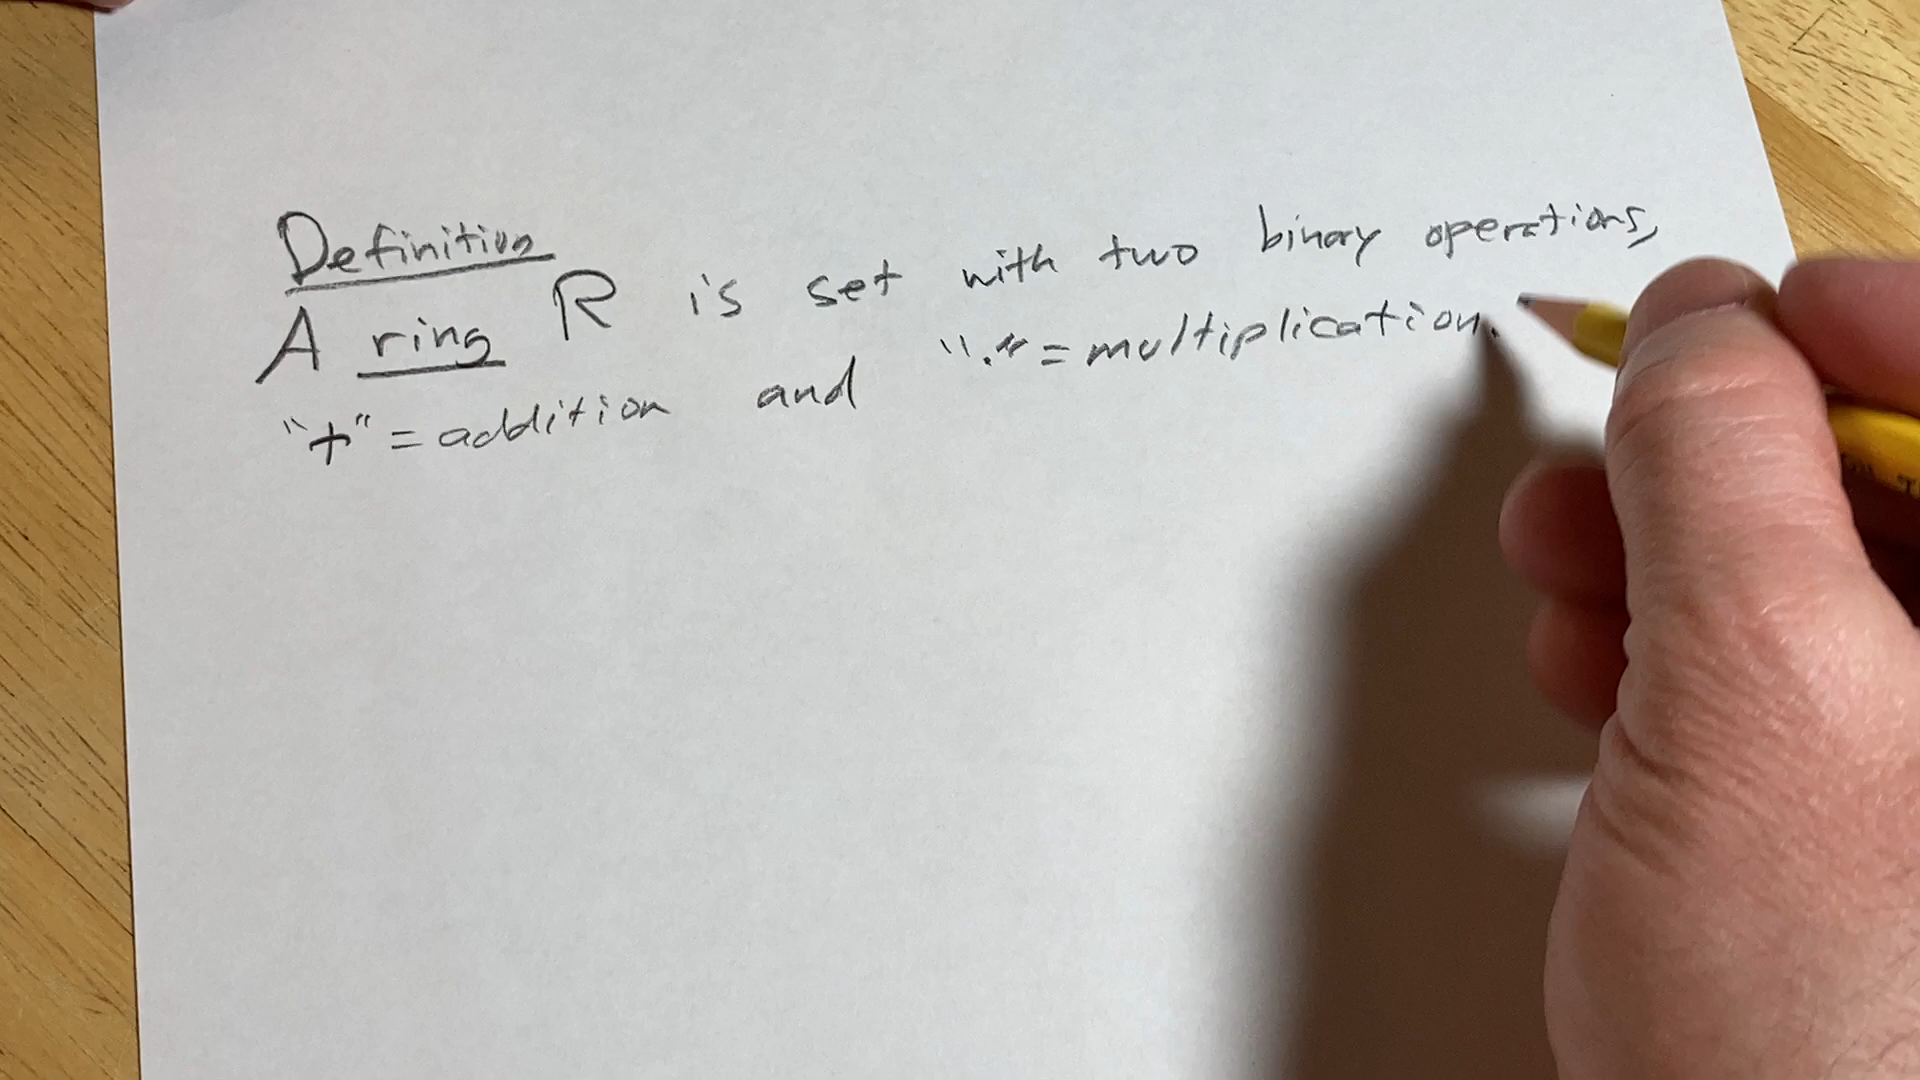 Definition
A ring R is set with two binary operations,
"+" = addition and "·" = multiplication.